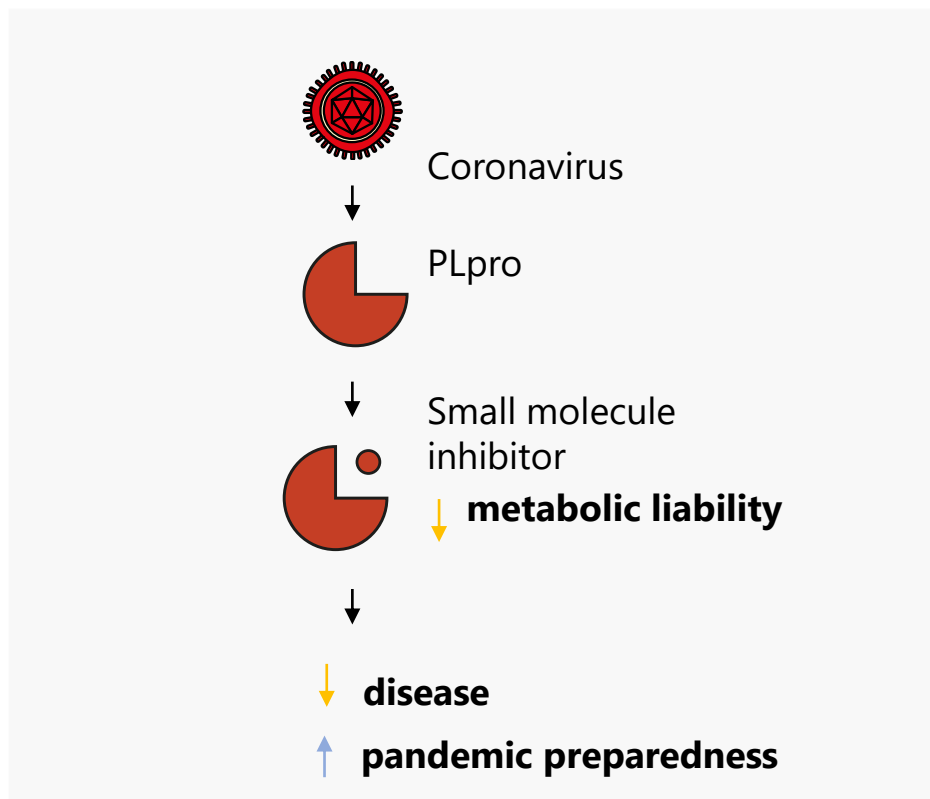 Coronavirus
PLpro
Small molecule
inhibitor
metabolic liability
disease
pandemic preparedness